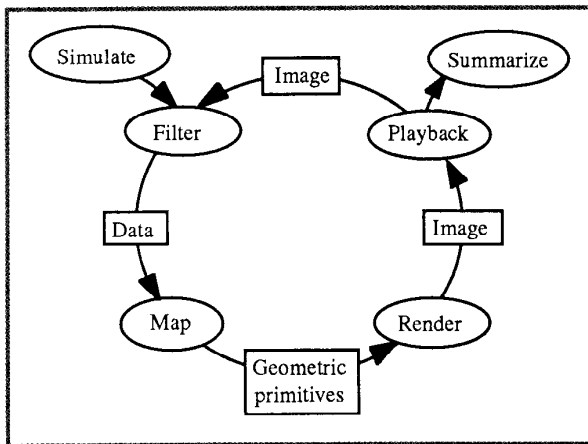 Simulate
Image
Summarize
Filter
Playback
Data
Image
Map
Render
Geometric
primitives